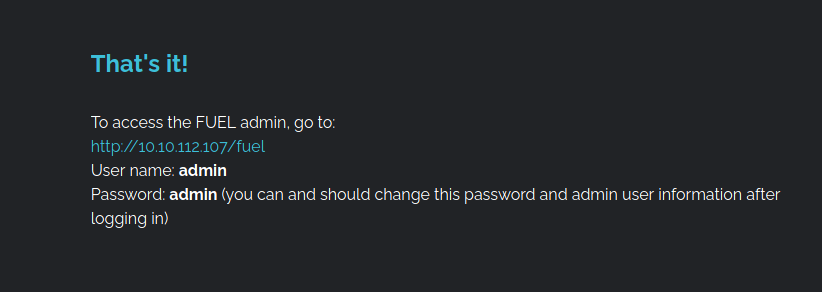 That's it!
To access the FUEL admin, go to:
http://10.10.112.107/fuel
User name: admin
Password: admin (you can and should change this password and admin user information after
logging in)